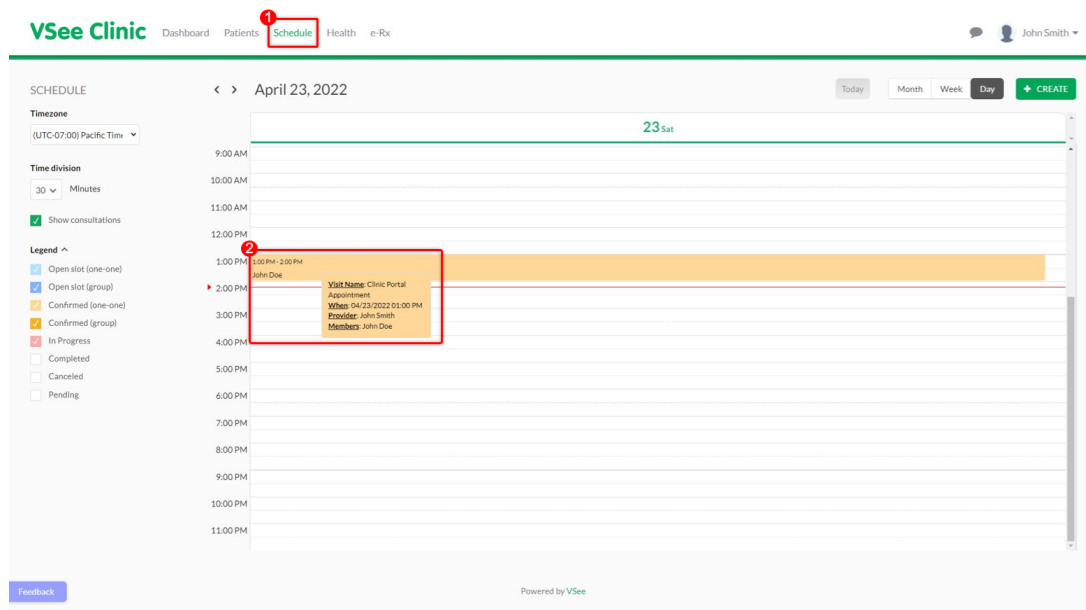 1
VSee Clinic Dashboard Patients Schedule Health e-Rx John Smith
SCHEDULE
April 23, 2022
Today Month Week Day + CREATE
Timezone
(UTC-07:00) Pacific Time
23 Sat
9:00 AM
Time division
30 Minutes
10:00 AM
11:00 AM
Show consultations
12:00 PM
2
Legend
1:00 PM 1:00 PM - 2:00 PM
Open slot (one-one)
John Doe
Open slot (group)
2:00 PM
Visit Name: Clinic Portal
Appointment
Confirmed (one-one)
When: 04/23/2022 01:00 PM
3:00 PM
Provider: John Smith
Confirmed (group)
Members: John Doe
In Progress
4:00 PM
Completed
5:00 PM
Canceled
Pending
6:00 PM
7:00 PM
8:00 PM
9:00 PM
10:00 PM
11:00 PM
Feedback
Powered by VSee